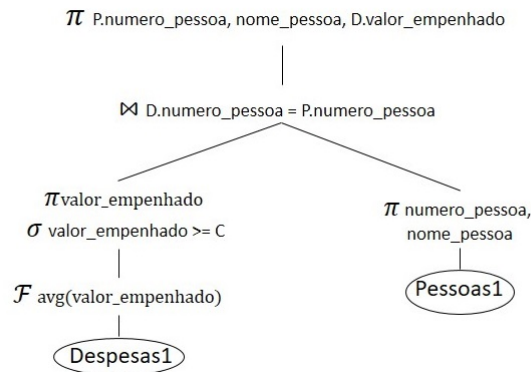 π P.numero_pessoa, nome_pessoa, D.valor_empenhado
⋈ D.numero_pessoa = P.numero_pessoa
π valor_empenhado
σ valor_empenhado >= C
π numero_pessoa,
nome_pessoa
ℱ avg(valor_empenhado)
Pessoas1
Despesas1